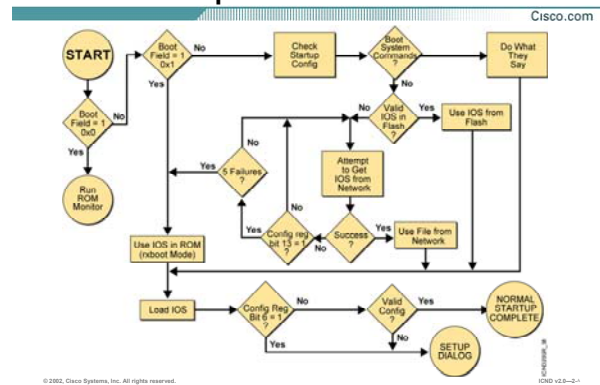 Cisco.com
START
Boot
Field = 1
0x1
No
Yes
Check
Startup
Config
Boot
System
Commands
?
No
Do What
They
Say
Boot
Field = 1
0x0
No
Yes
Run
ROM
Monitor
No
Valid
IOS in
Flash
?
Yes
Use IOS from
Flash
No
Yes
5 Failures
?
No
Attempt
to Get
IOS from
Network
Yes
Config reg
bit 13 = 1
?
No
Success
?
Yes
Use File from
Network
Use IOS in ROM
(rxboot Mode)
Load IOS
Config Reg
Bit 6 = 1
?
No
Yes
Valid
Config
?
Yes
No
NORMAL
STARTUP
COMPLETE
SETUP
DIALOG
© 2002, Cisco Systems, Inc. All rights reserved.